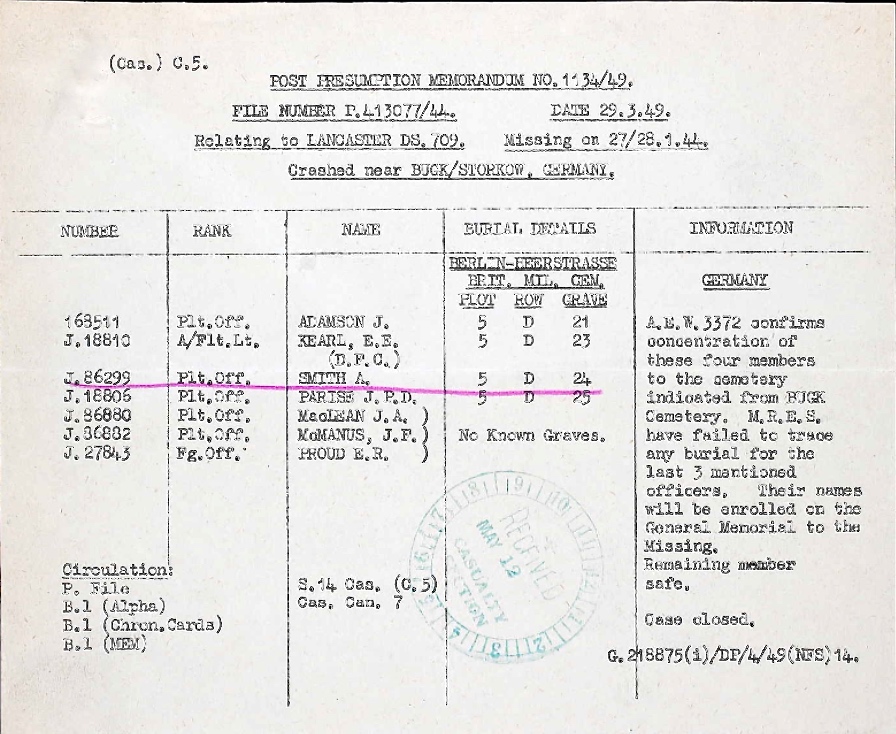 (Cas.) C.5.
POST PRESUMPTION MEMORANDUM NO. 1134/49.
FILE NUMBER P.413077/44. DATE 29.3.49.
Relating to LANCASTER DS. 709. Missing on 27/28.1.44.
Crashed near BUCK/STORKOW, GERMANY.
NUMBER RANK NAME BURIAL DETAILS INFORMATION
BERLIN-HEERSTRASSE
BRIT. MIL. CEM. GERMANY
PLOT ROW GRAVE
168511 Plt.Off. ADAMSON J. 5 D 21 A.E.W. 3372 confirms
J.18810 A/Flt.Lt. KEARL, E.E. 5 D 23 concentration of
(D.F.C.) these four members
J.86299 Plt.Off. SMITH A. 5 D 24 to the cemetery
J.18806 Plt.Off. PARISE J.P.D. 5 D 25 indicated from BUCK
J.86880 Plt.Off. MacLEAN J.A. ) Cemetery. M.R.E.S.
J.86882 Plt.Off. McMANUS, J.F. ) No Known Graves. have failed to trace
J.27843 Fg.Off. PROUD E.R. ) any burial for the
last 3 mentioned
officers. Their names
will be enrolled on the
General Memorial to the
Missing.
Remaining member
safe.
Case closed.
Circulation:
P. File S.14 Cas. (C.5)
B.1 (Alpha) Cas. Can. 7
B.1 (Chron.Cards)
B.1 (MEM)
G.218875(i)/DP/4/49(NFS)14.
RECEIVED
MAY 12
CASUALTY
SECTION